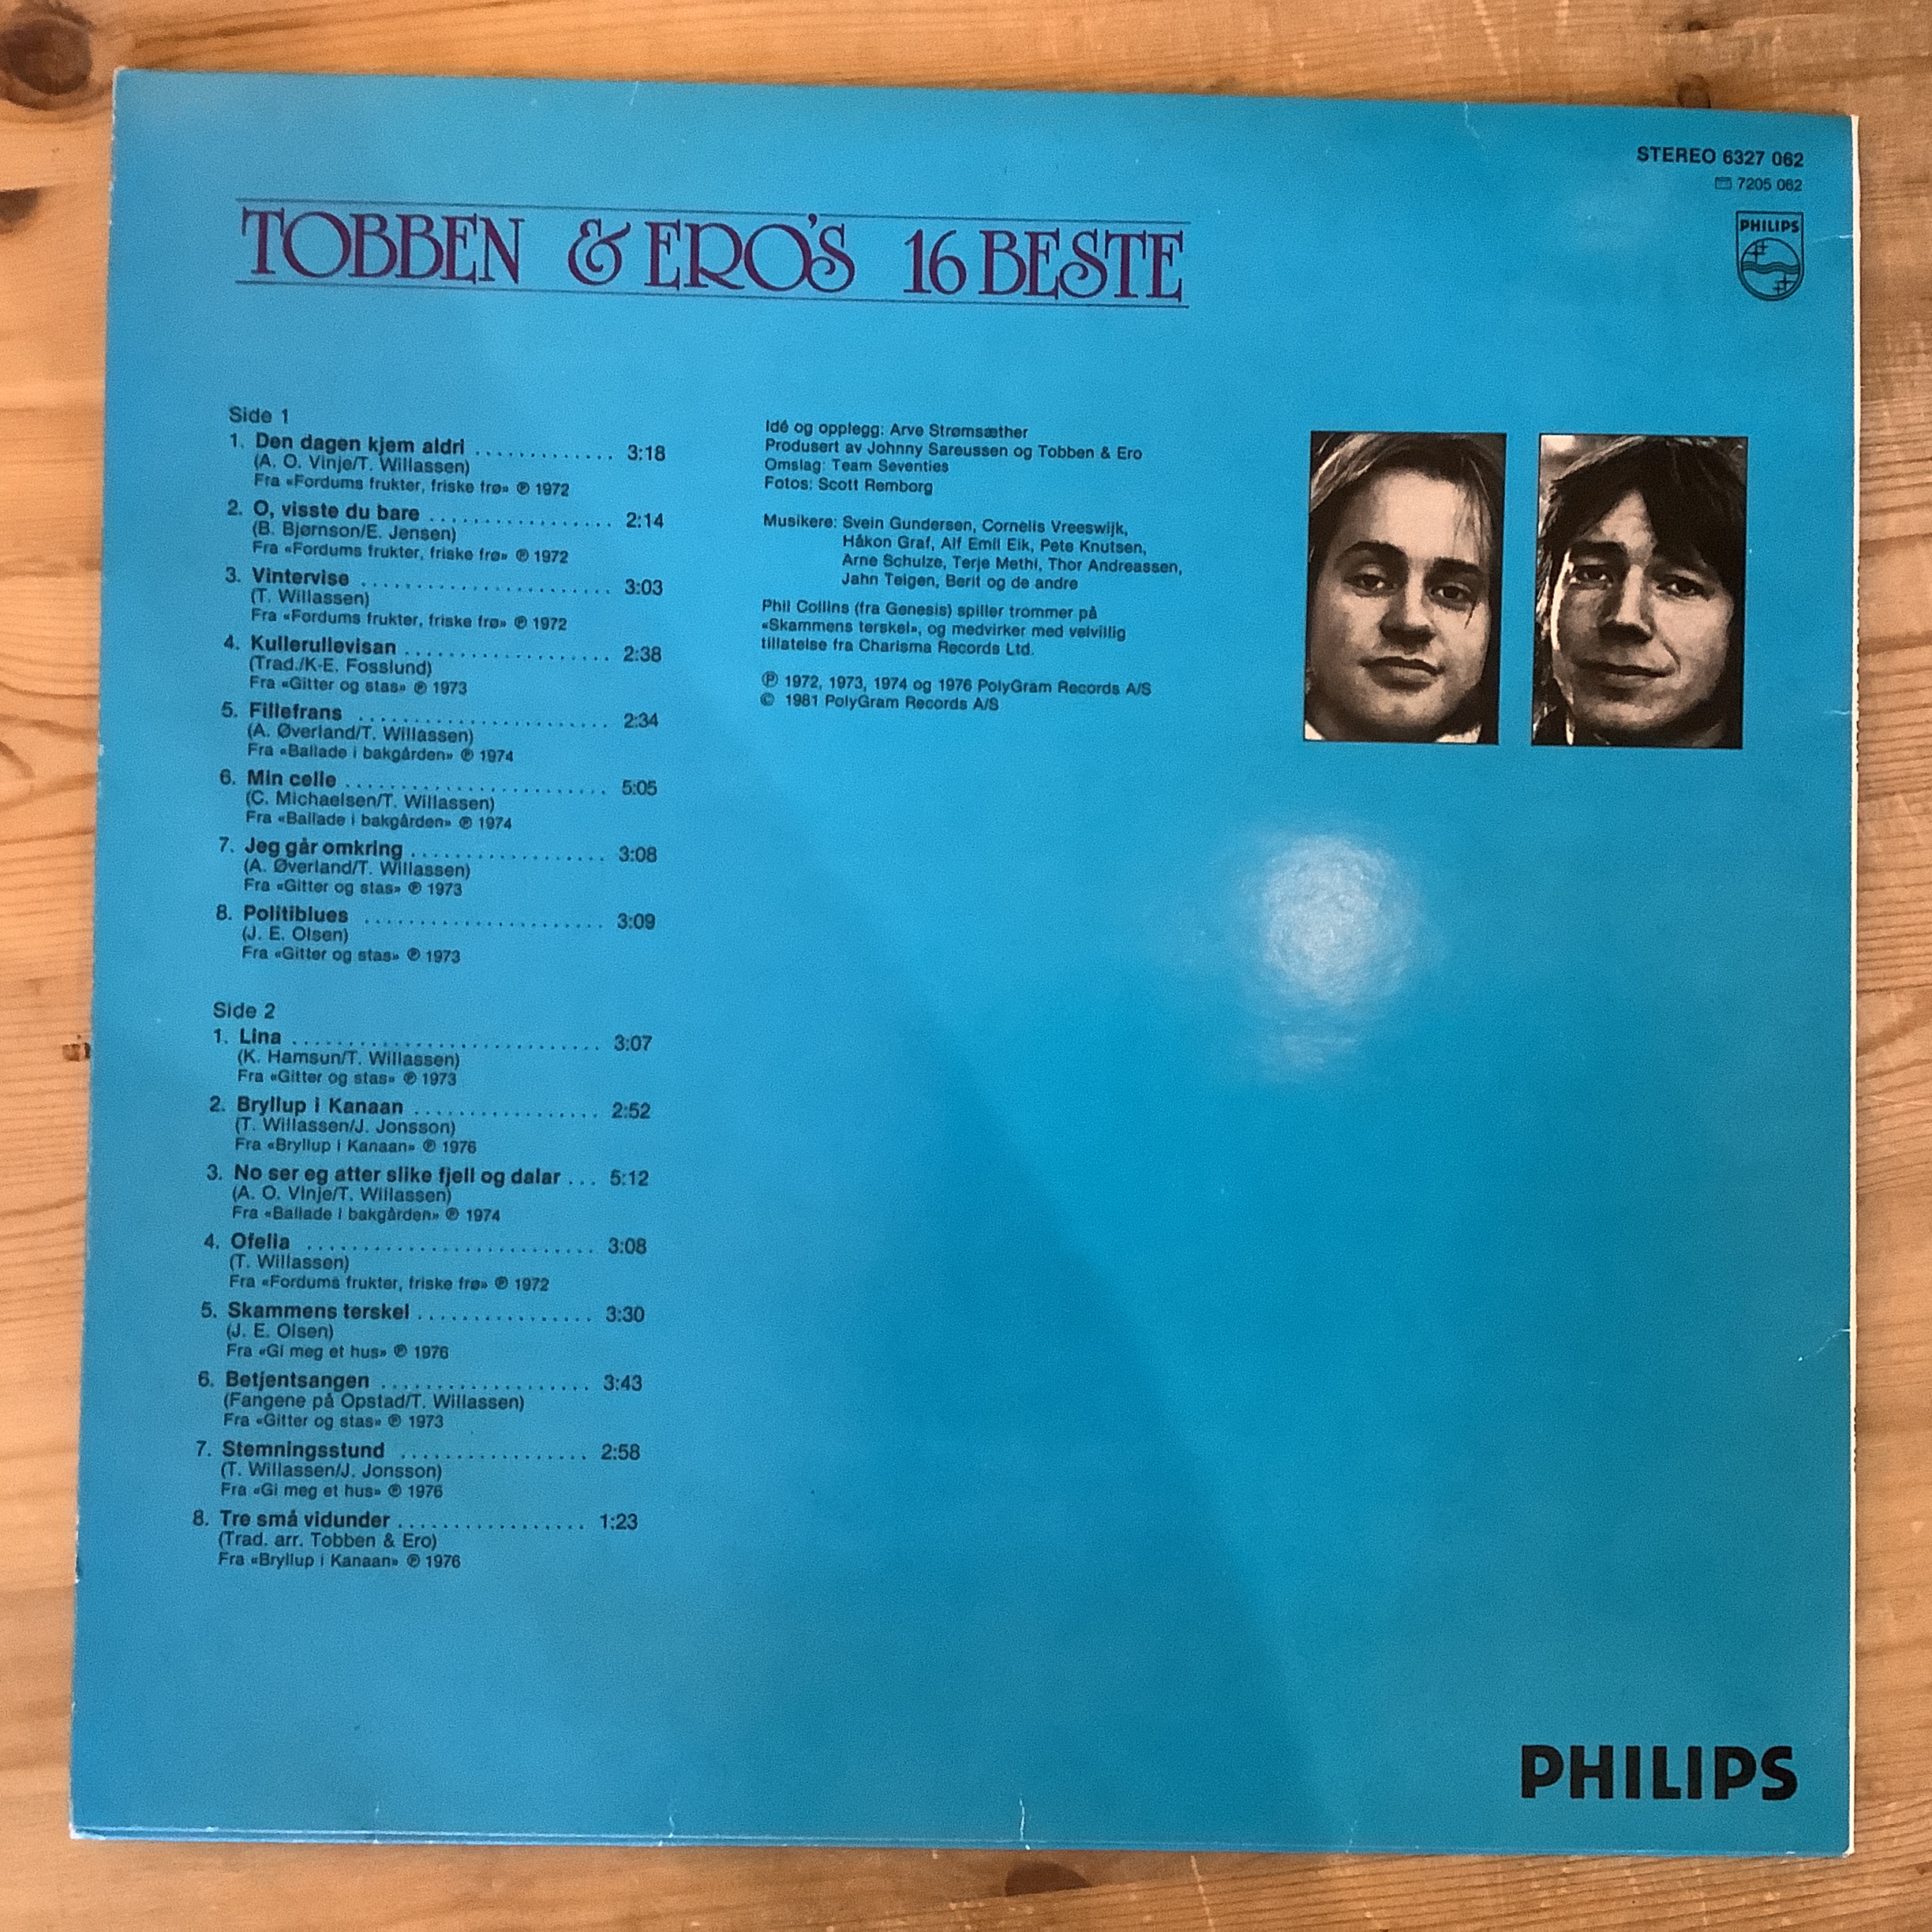 STEREO 6327 062
7205 062
PHILIPS
TOBBEN & ERO'S 16 BESTE
Side 1
1. Den dagen kjem aldri ............. 3:18
(A. O. Vinje/T. Willassen)
Fra «Fordums frukter, friske frø» ℗ 1972
2. O, visste du bare ................. 2:14
(B. Bjørnson/E. Jensen)
Fra «Fordums frukter, friske frø» ℗ 1972
3. Vintervise ....................... 3:03
(T. Willassen)
Fra «Fordums frukter, friske frø» ℗ 1972
4. Kullerullevisan ................... 2:38
(Trad./K-E. Fosslund)
Fra «Gitter og stas» ℗ 1973
5. Fillefrans ....................... 2:34
(A. Øverland/T. Willassen)
Fra «Ballade i bakgården» ℗ 1974
6. Min celle ........................ 5:05
(C. Michaelsen/T. Willassen)
Fra «Ballade i bakgården» ℗ 1974
7. Jeg går omkring .................. 3:08
(A. Øverland/T. Willassen)
Fra «Gitter og stas» ℗ 1973
8. Politiblues ...................... 3:09
(J. E. Olsen)
Fra «Gitter og stas» ℗ 1973
Side 2
1. Lina ............................ 3:07
(K. Hamsun/T. Willassen)
Fra «Gitter og stas» ℗ 1973
2. Bryllup i Kanaan ................. 2:52
(T. Willassen/J. Jonsson)
Fra «Bryllup i Kanaan» ℗ 1976
3. No ser eg atter slike fjell og dalar ... 5:12
(A. O. Vinje/T. Willassen)
Fra «Ballade i bakgården» ℗ 1974
4. Ofelia .......................... 3:08
(T. Willassen)
Fra «Fordums frukter, friske frø» ℗ 1972
5. Skammens terskel ................ 3:30
(J. E. Olsen)
Fra «Gi meg et hus» ℗ 1976
6. Betjentsangen ................... 3:43
(Fangene på Opstad/T. Willassen)
Fra «Gitter og stas» ℗ 1973
7. Stemningsstund ................. 2:58
(T. Willassen/J. Jonsson)
Fra «Gi meg et hus» ℗ 1976
8. Tre små vidunder ................. 1:23
(Trad. arr. Tobben & Ero)
Fra «Bryllup i Kanaan» ℗ 1976
Idé og opplegg: Arve Strømsæther
Produsert av Johnny Sareussen og Tobben & Ero
Omslag: Team Seventies
Fotos: Scott Remborg
Musikere: Svein Gundersen, Cornelis Vreeswijk,
Håkon Graf, Alf Emil Eik, Pete Knutsen,
Arne Schulze, Terje Methi, Thor Andreassen,
Jahn Teigen, Berit og de andre
Phil Collins (fra Genesis) spiller trommer på
«Skammens terskel», og medvirker med velvillig
tillatelse fra Charisma Records Ltd.
℗ 1972, 1973, 1974 og 1976 PolyGram Records A/S
© 1981 PolyGram Records A/S
PHILIPS